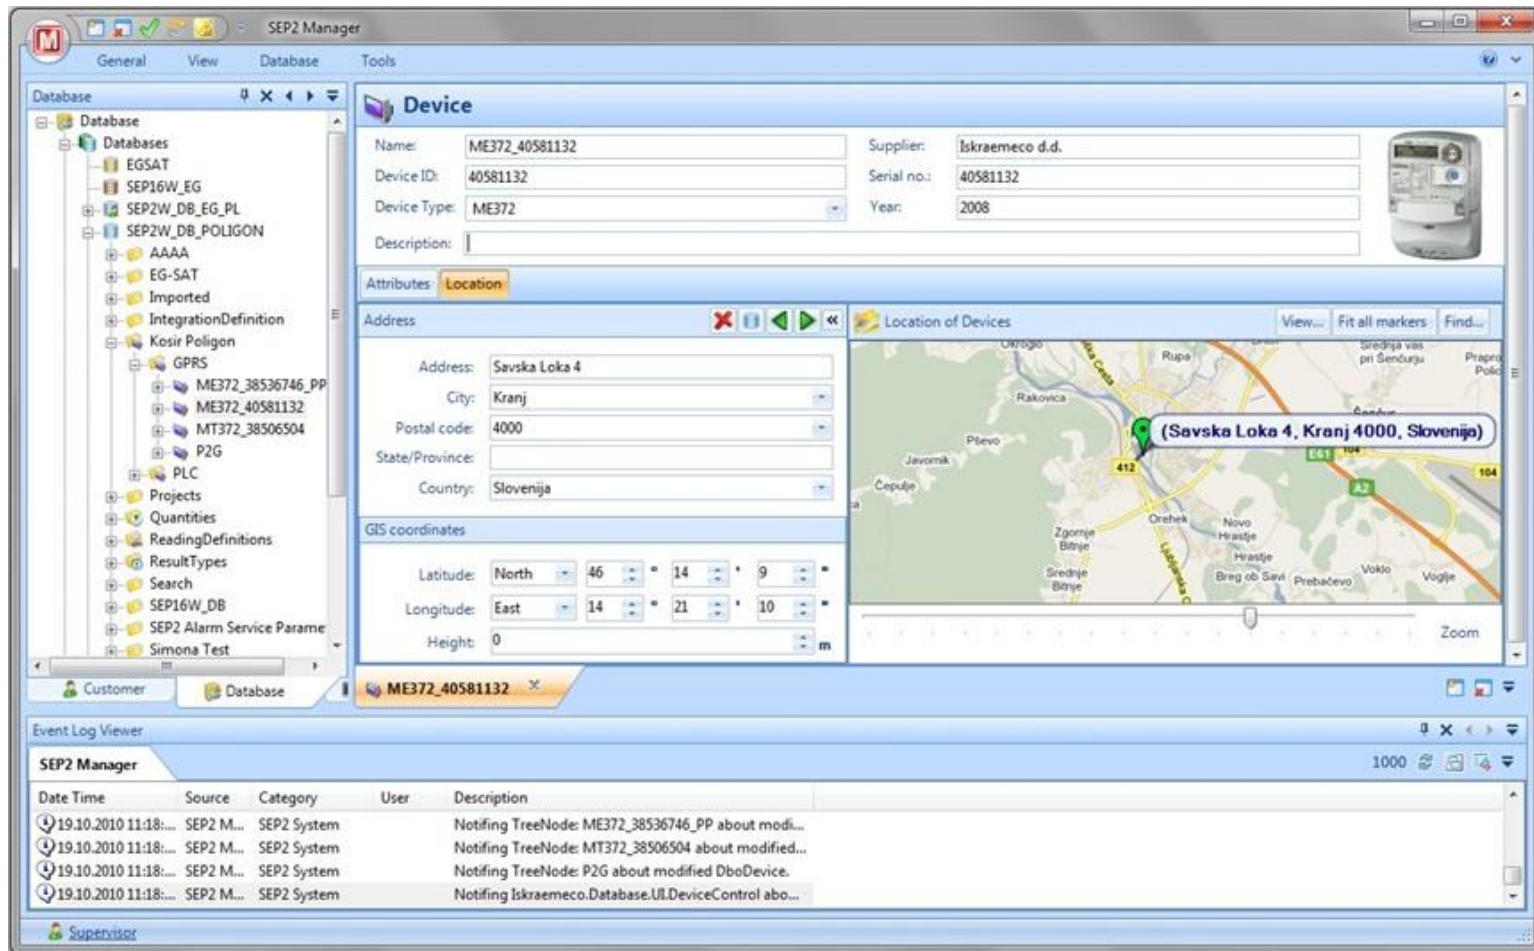 SEP2 Manager
General View Database Tools
Database
Database
Databases
EGSAT
SEP16W_EG
SEP2W_DB_EG_PL
SEP2W_DB_POLIGON
AAAA
EG-SAT
Imported
IntegrationDefinition
Kosir Poligon
GPRS
ME372_38536746_PP
ME372_40581132
MT372_38506504
P2G
PLC
Projects
Quantities
ReadingDefinitions
ResultTypes
Search
SEP16W_DB
SEP2 Alarm Service Parame
Simona Test
Customer Database
Device
Name: ME372_40581132 Supplier: Iskraemeco d.d.
Device ID: 40581132 Serial no.: 40581132
Device Type: ME372 Year: 2008
Description:
Attributes Location
Address
Address: Savska Loka 4
City: Kranj
Postal code: 4000
State/Province:
Country: Slovenija
GIS coordinates
Latitude: North 46 ° 14 ' 9 "
Longitude: East 14 ° 21 ' 10 "
Height: 0 m
Location of Devices View... Fit all markers Find...
Okroglo
Rupa
Srednja vas
pri Šenčurju
Rakovica
(Savska Loka 4, Kranj 4000, Slovenija)
Pševo
E61 104
Javornik
412
104
Čepulje
A2
Orehek
Novo
Hrastje
Zgornje
Bitnje
Hrastje
Srednje
Bitnje
Breg ob Savi
Prebačevo
Voklo
Voglje
Zoom
ME372_40581132
Event Log Viewer
SEP2 Manager 1000
Date Time Source Category User Description
19.10.2010 11:18:... SEP2 M... SEP2 System Notifing TreeNode: ME372_38536746_PP about modi...
19.10.2010 11:18:... SEP2 M... SEP2 System Notifing TreeNode: MT372_38506504 about modified...
19.10.2010 11:18:... SEP2 M... SEP2 System Notifing TreeNode: P2G about modified DboDevice.
19.10.2010 11:18:... SEP2 M... SEP2 System Notifing Iskraemeco.Database.UI.DeviceControl abo...
Supervisor